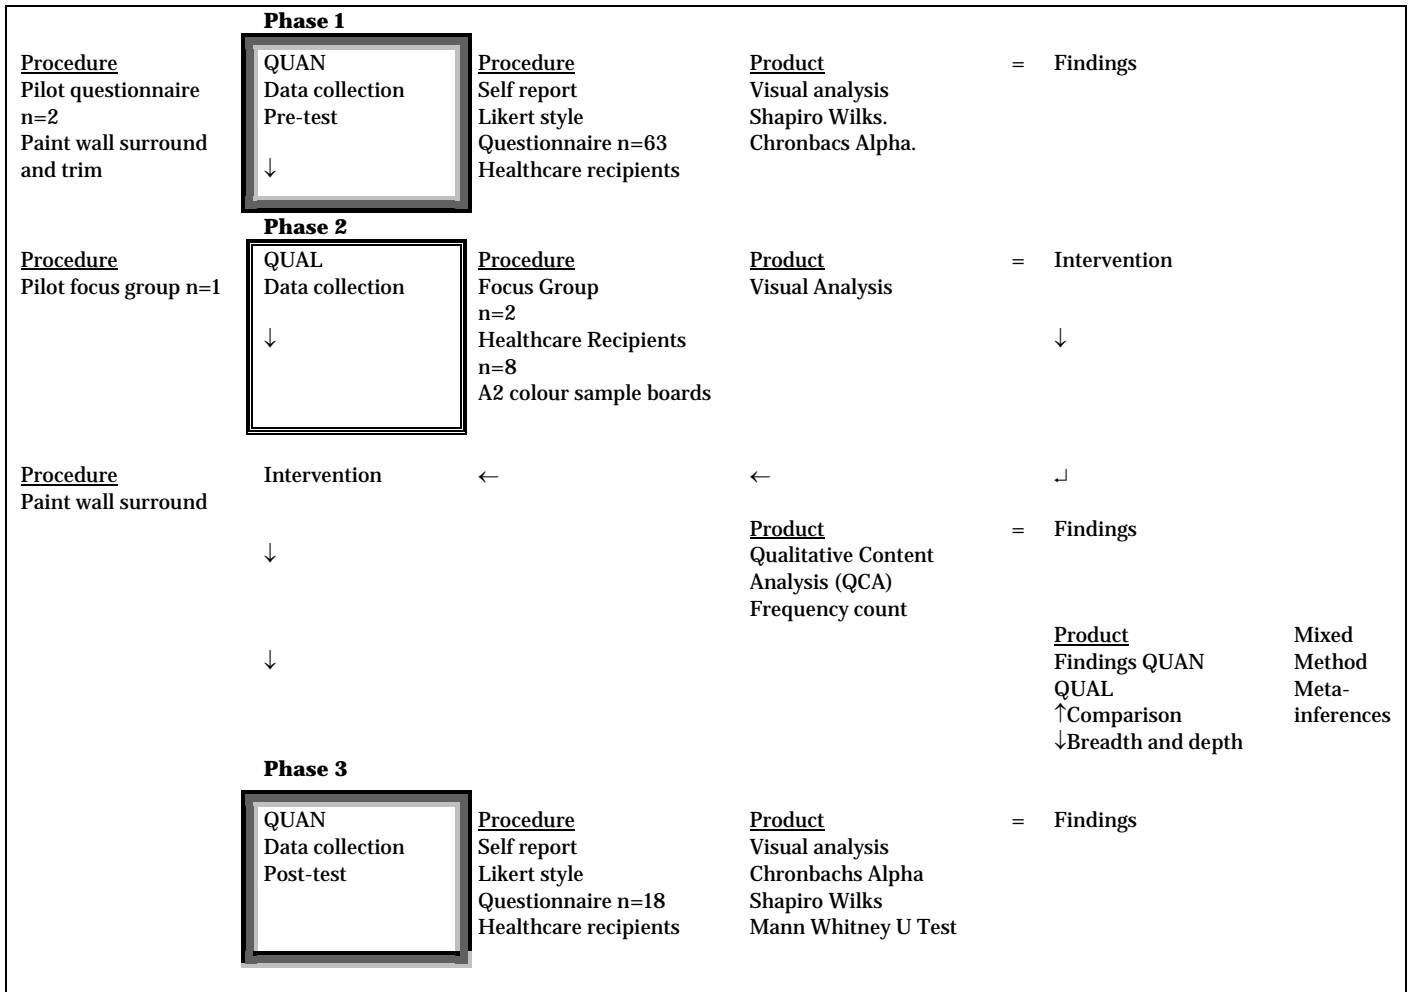 Phase 1
Procedure QUAN Procedure Product = Findings
Pilot questionnaire Data collection Self report Visual analysis
n=2 Pre-test Likert style Shapiro Wilks.
Paint wall surround Questionnaire n=63 Chronbacs Alpha.
and trim ↓ Healthcare recipients
Phase 2
Procedure QUAL Procedure Product = Intervention
Pilot focus group n=1 Data collection Focus Group Visual Analysis
n=2
↓ Healthcare Recipients ↓
n=8
A2 colour sample boards
Procedure Intervention ← ← ↵
Paint wall surround
Product = Findings
↓ Qualitative Content
Analysis (QCA)
Frequency count
Product Mixed
↓ Findings QUAN Method
QUAL Meta-
↑Comparison inferences
↓Breadth and depth
Phase 3
QUAN Procedure Product = Findings
Data collection Self report Visual analysis
Post-test Likert style Chronbachs Alpha
Questionnaire n=18 Shapiro Wilks
Healthcare recipients Mann Whitney U Test